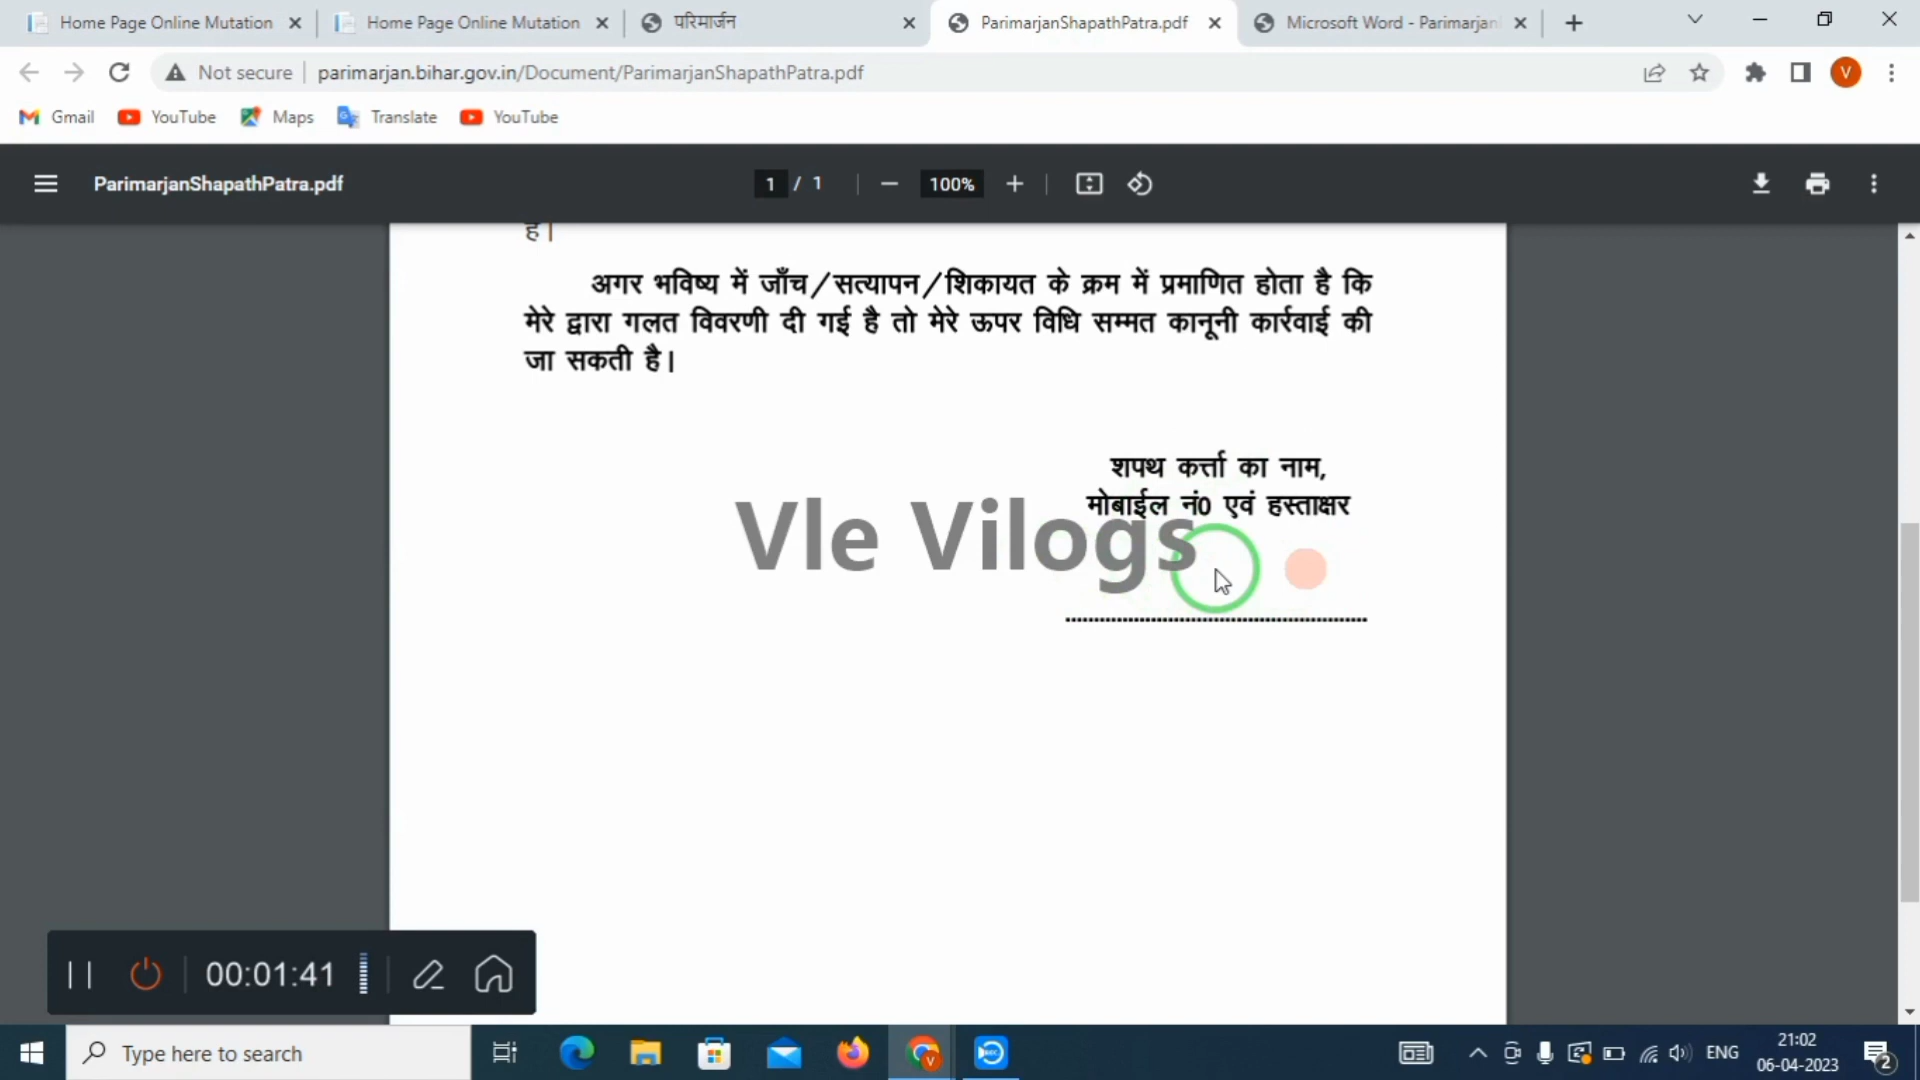 Home Page Online Mutation
Home Page Online Mutation
परिमार्जन
ParimarjanShapathPatra.pdf
Microsoft Word - Parimarjan
Not secure
parimarjan.bihar.gov.in/Document/ParimarjanShapathPatra.pdf
V
Gmail
YouTube
Maps
Translate
YouTube
ParimarjanShapathPatra.pdf
1 / 1
100%
है।
अगर भविष्य में जाँच/सत्यापन/शिकायत के क्रम में प्रमाणित होता है कि
मेरे द्वारा गलत विवरणी दी गई है तो मेरे ऊपर विधि सम्मत कानूनी कार्रवाई की
जा सकती है।
शपथ कर्त्ता का नाम,
मोबाईल नं0 एवं हस्ताक्षर
Vle Vilogs
00:01:41
Type here to search
V
REC
ENG
21:02
06-04-2023
2